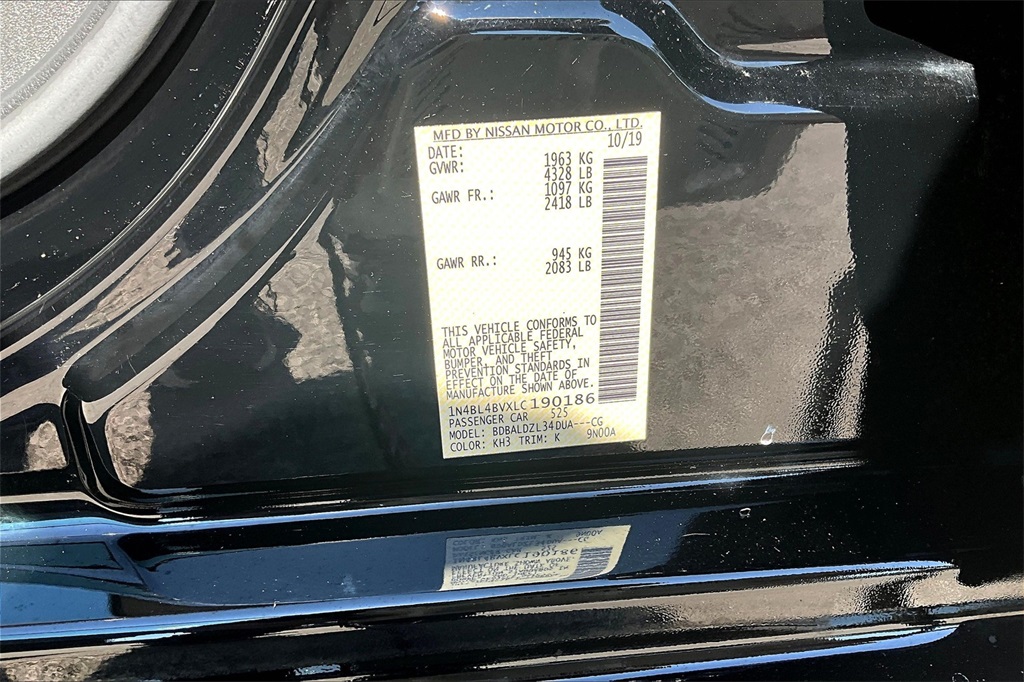 MFD BY NISSAN MOTOR CO., LTD.
DATE: 10/19
GVWR: 1963 KG
4328 LB
GAWR FR.: 1097 KG
2418 LB
GAWR RR.: 945 KG
2083 LB
THIS VEHICLE CONFORMS TO
ALL APPLICABLE FEDERAL
MOTOR VEHICLE SAFETY,
BUMPER, AND THEFT
PREVENTION STANDARDS IN
EFFECT ON THE DATE OF
MANUFACTURE SHOWN ABOVE.
1N4BL4BVXLC190186
PASSENGER CAR 525
MODEL: BDBALDZL34DUA---CG
COLOR: KH3 TRIM: K 9N00A